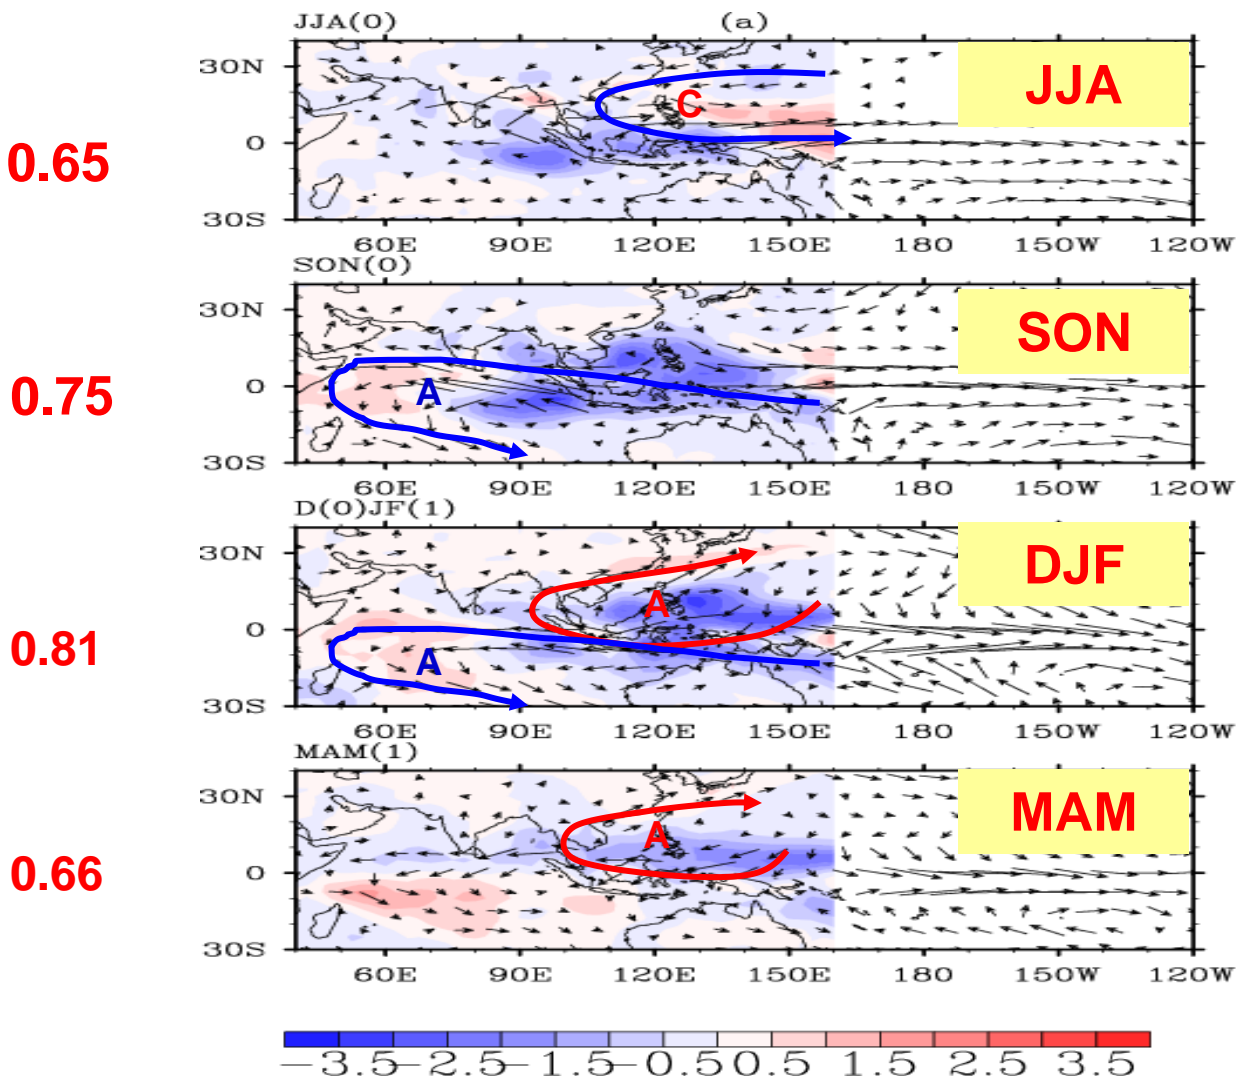 JJA(0) (a)
30N
0
30S
JJA
C
0.65
60E 90E 120E 150E 180 150W 120W
SON(0)
30N
0
30S
SON
A
0.75
60E 90E 120E 150E 180 150W 120W
D(0)JF(1)
30N
0
30S
DJF
A
A
0.81
60E 90E 120E 150E 180 150W 120W
MAM(1)
30N
0
30S
MAM
A
0.66
60E 90E 120E 150E 180 150W 120W
-3.5 -2.5 -1.5 -0.5 0.5 1.5 2.5 3.5